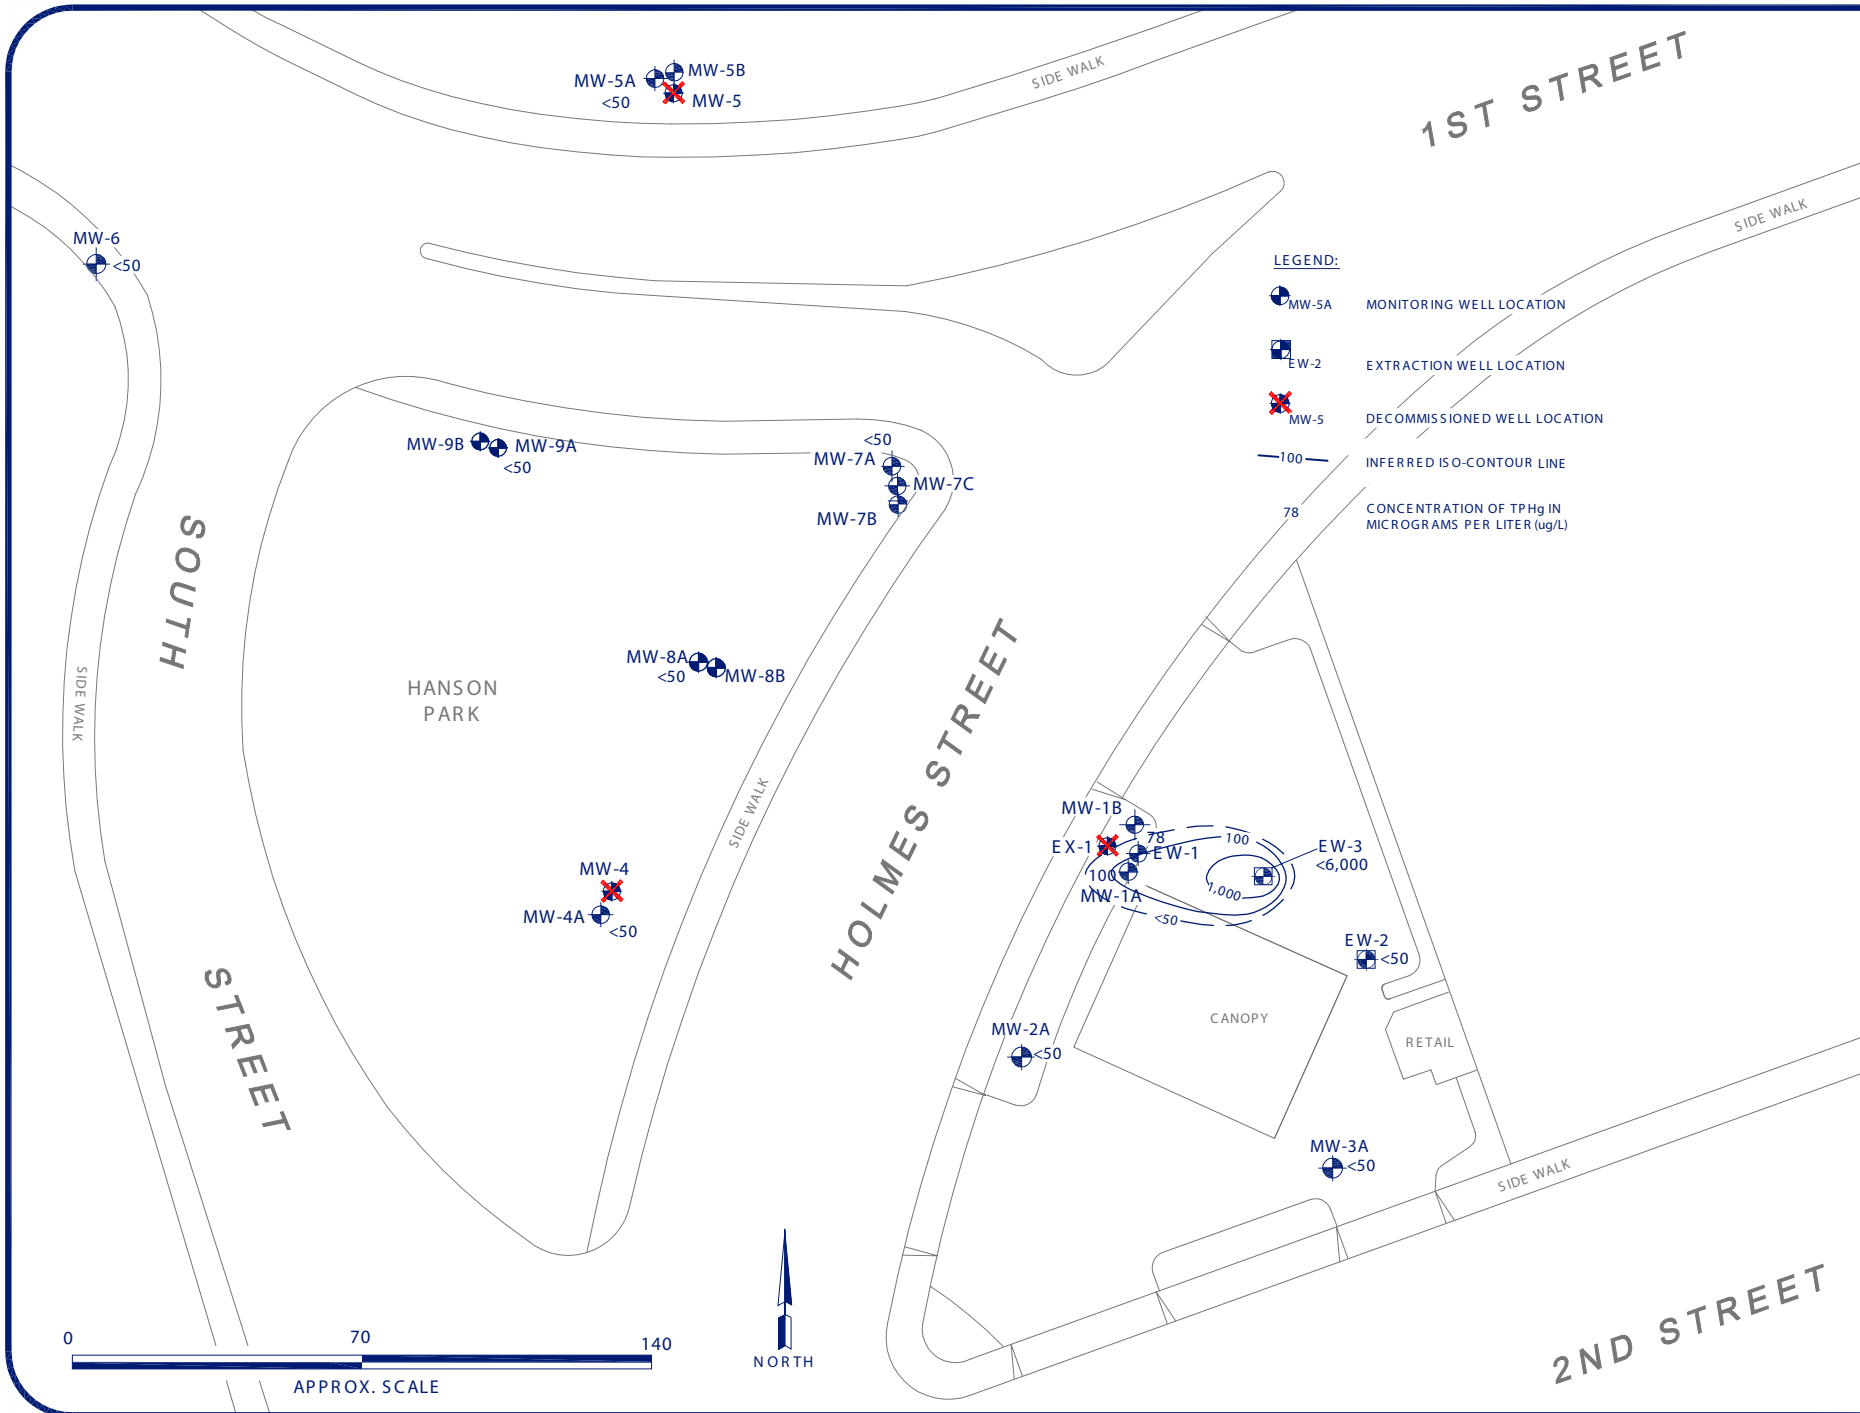 1ST STREET
SIDE WALK
MW-5A
<50
MW-5B
MW-5
SIDE WALK
MW-6
<50
LEGEND:
MW-5A MONITORING WELL LOCATION
EW-2 EXTRACTION WELL LOCATION
MW-5 DECOMMISSIONED WELL LOCATION
100 INFERRED ISO-CONTOUR LINE
78 CONCENTRATION OF TPHg IN
MICROGRAMS PER LITER (ug/L)
MW-9B
MW-9A
<50
<50
MW-7A
MW-7C
MW-7B
SOUTH
STREET
SIDE WALK
HANSON
PARK
MW-8A
<50
MW-8B
HOLMES STREET
SIDE WALK
MW-4
MW-4A
<50
MW-1B
78
EX-1
EW-1
100
MW-1A
100
1,000
<50
EW-3
<6,000
EW-2
<50
CANOPY
RETAIL
MW-2A
<50
MW-3A
<50
SIDE WALK
2ND STREET
0 70 140
APPROX. SCALE
NORTH